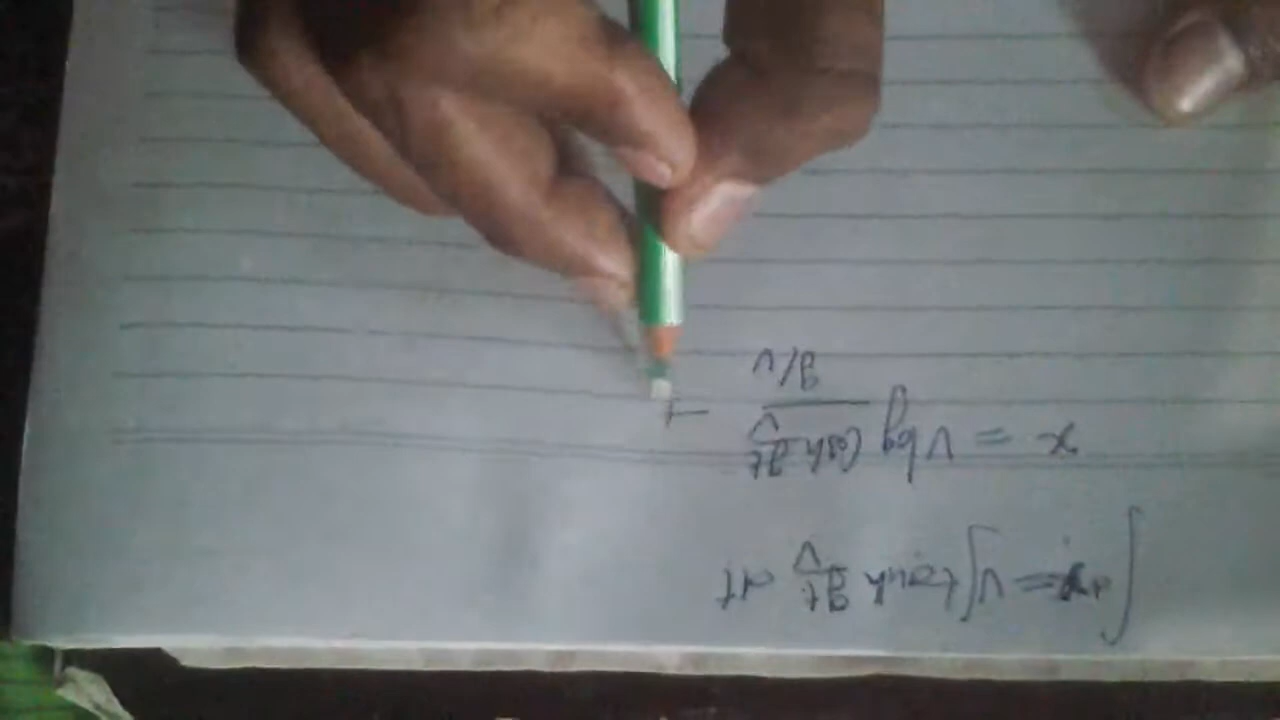 ∫dx = v∫tanh gt/v dt
x = v log cosh gt/v / g/v +